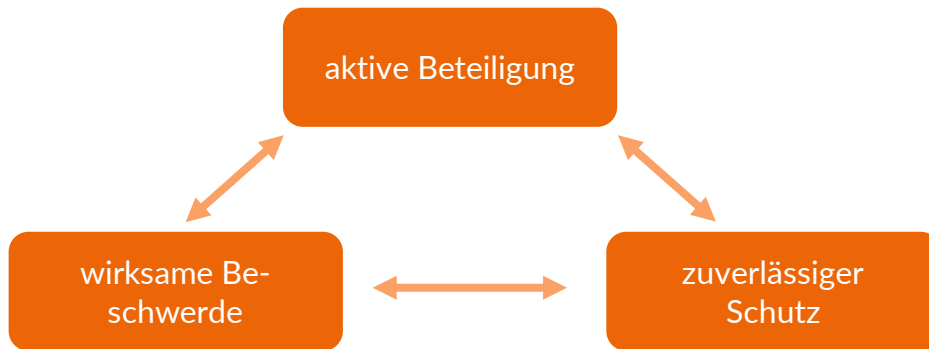 aktive Beteiligung
wirksame Be-
schwerde
zuverlässiger
Schutz